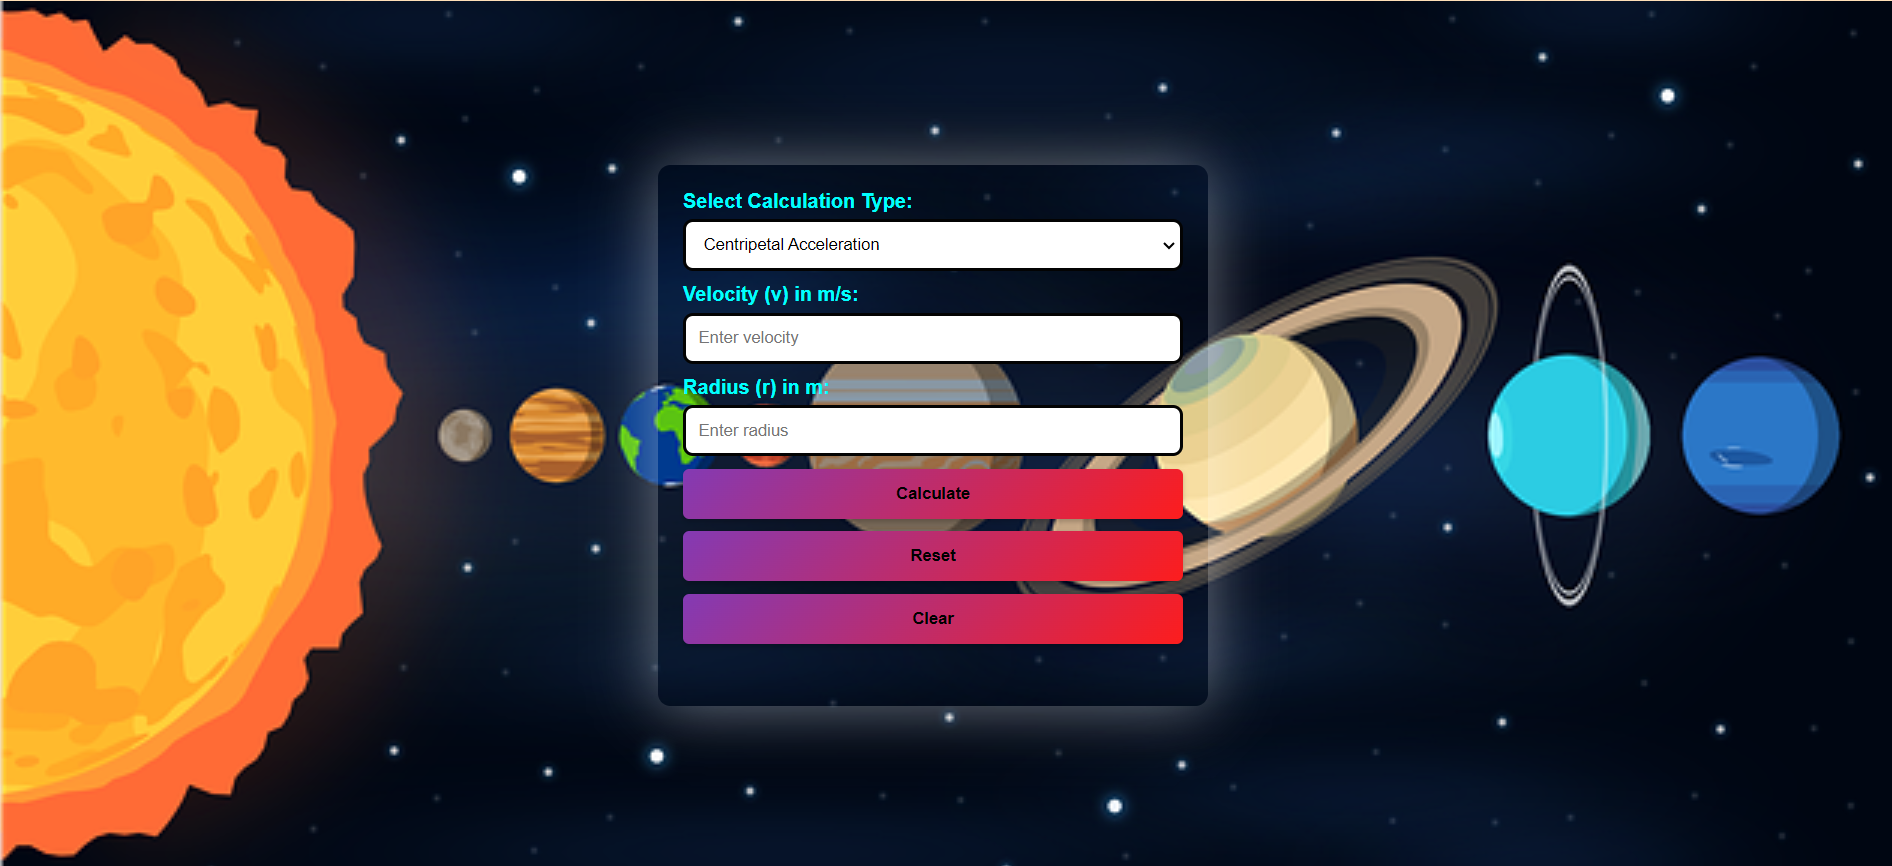 Select Calculation Type:
Centripetal Acceleration
Velocity (v) in m/s:
Enter velocity
Radius (r) in m:
Enter radius
Calculate
Reset
Clear